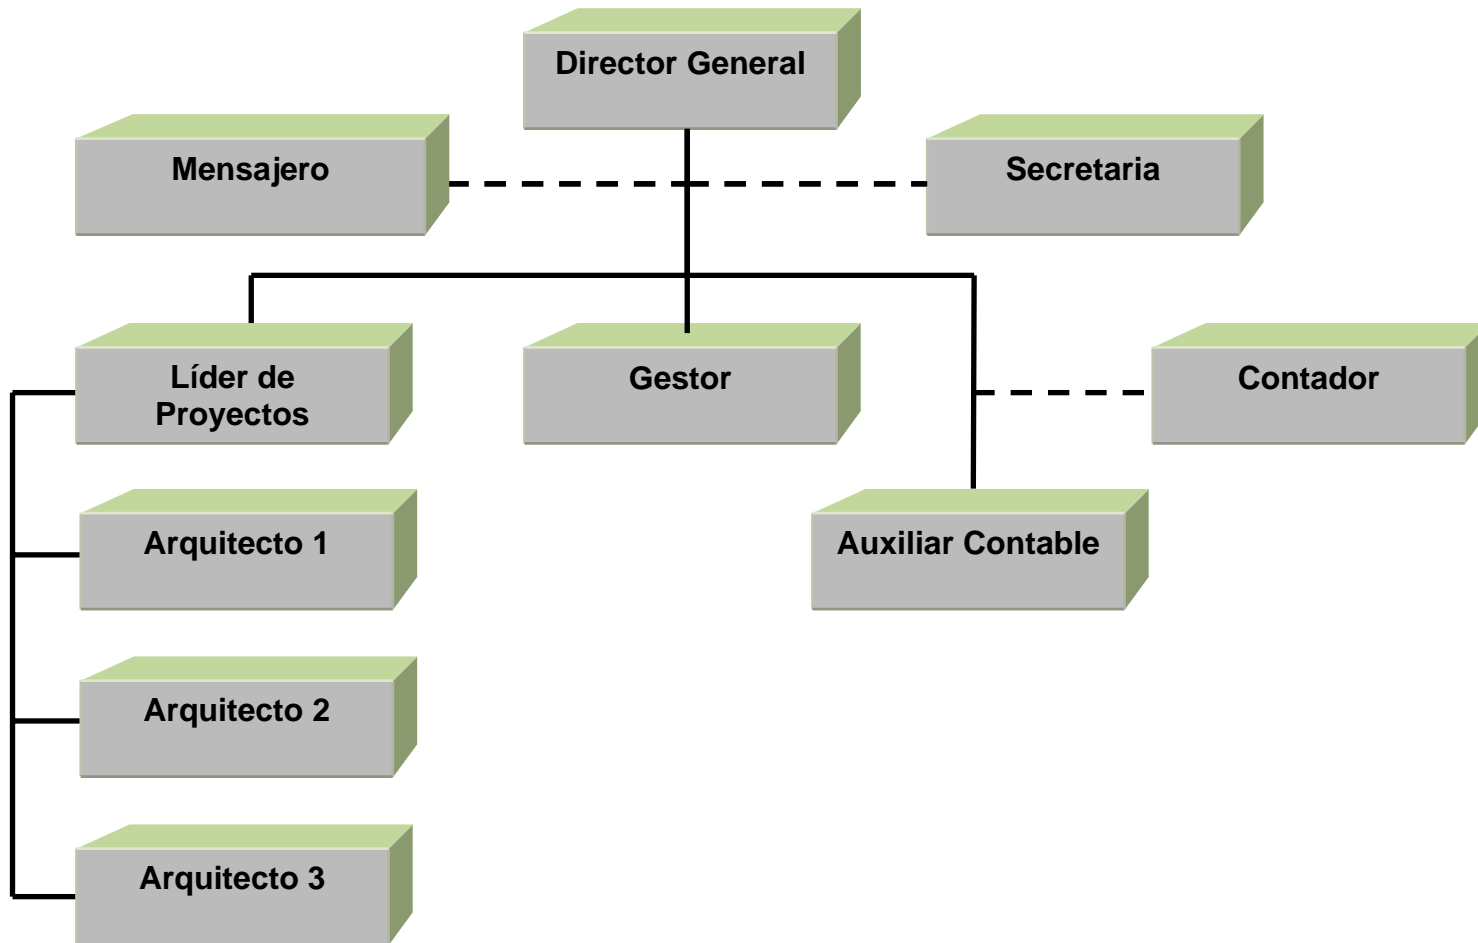 Director General
Mensajero
Secretaria
Líder de
Proyectos
Gestor
Contador
Arquitecto 1
Auxiliar Contable
Arquitecto 2
Arquitecto 3